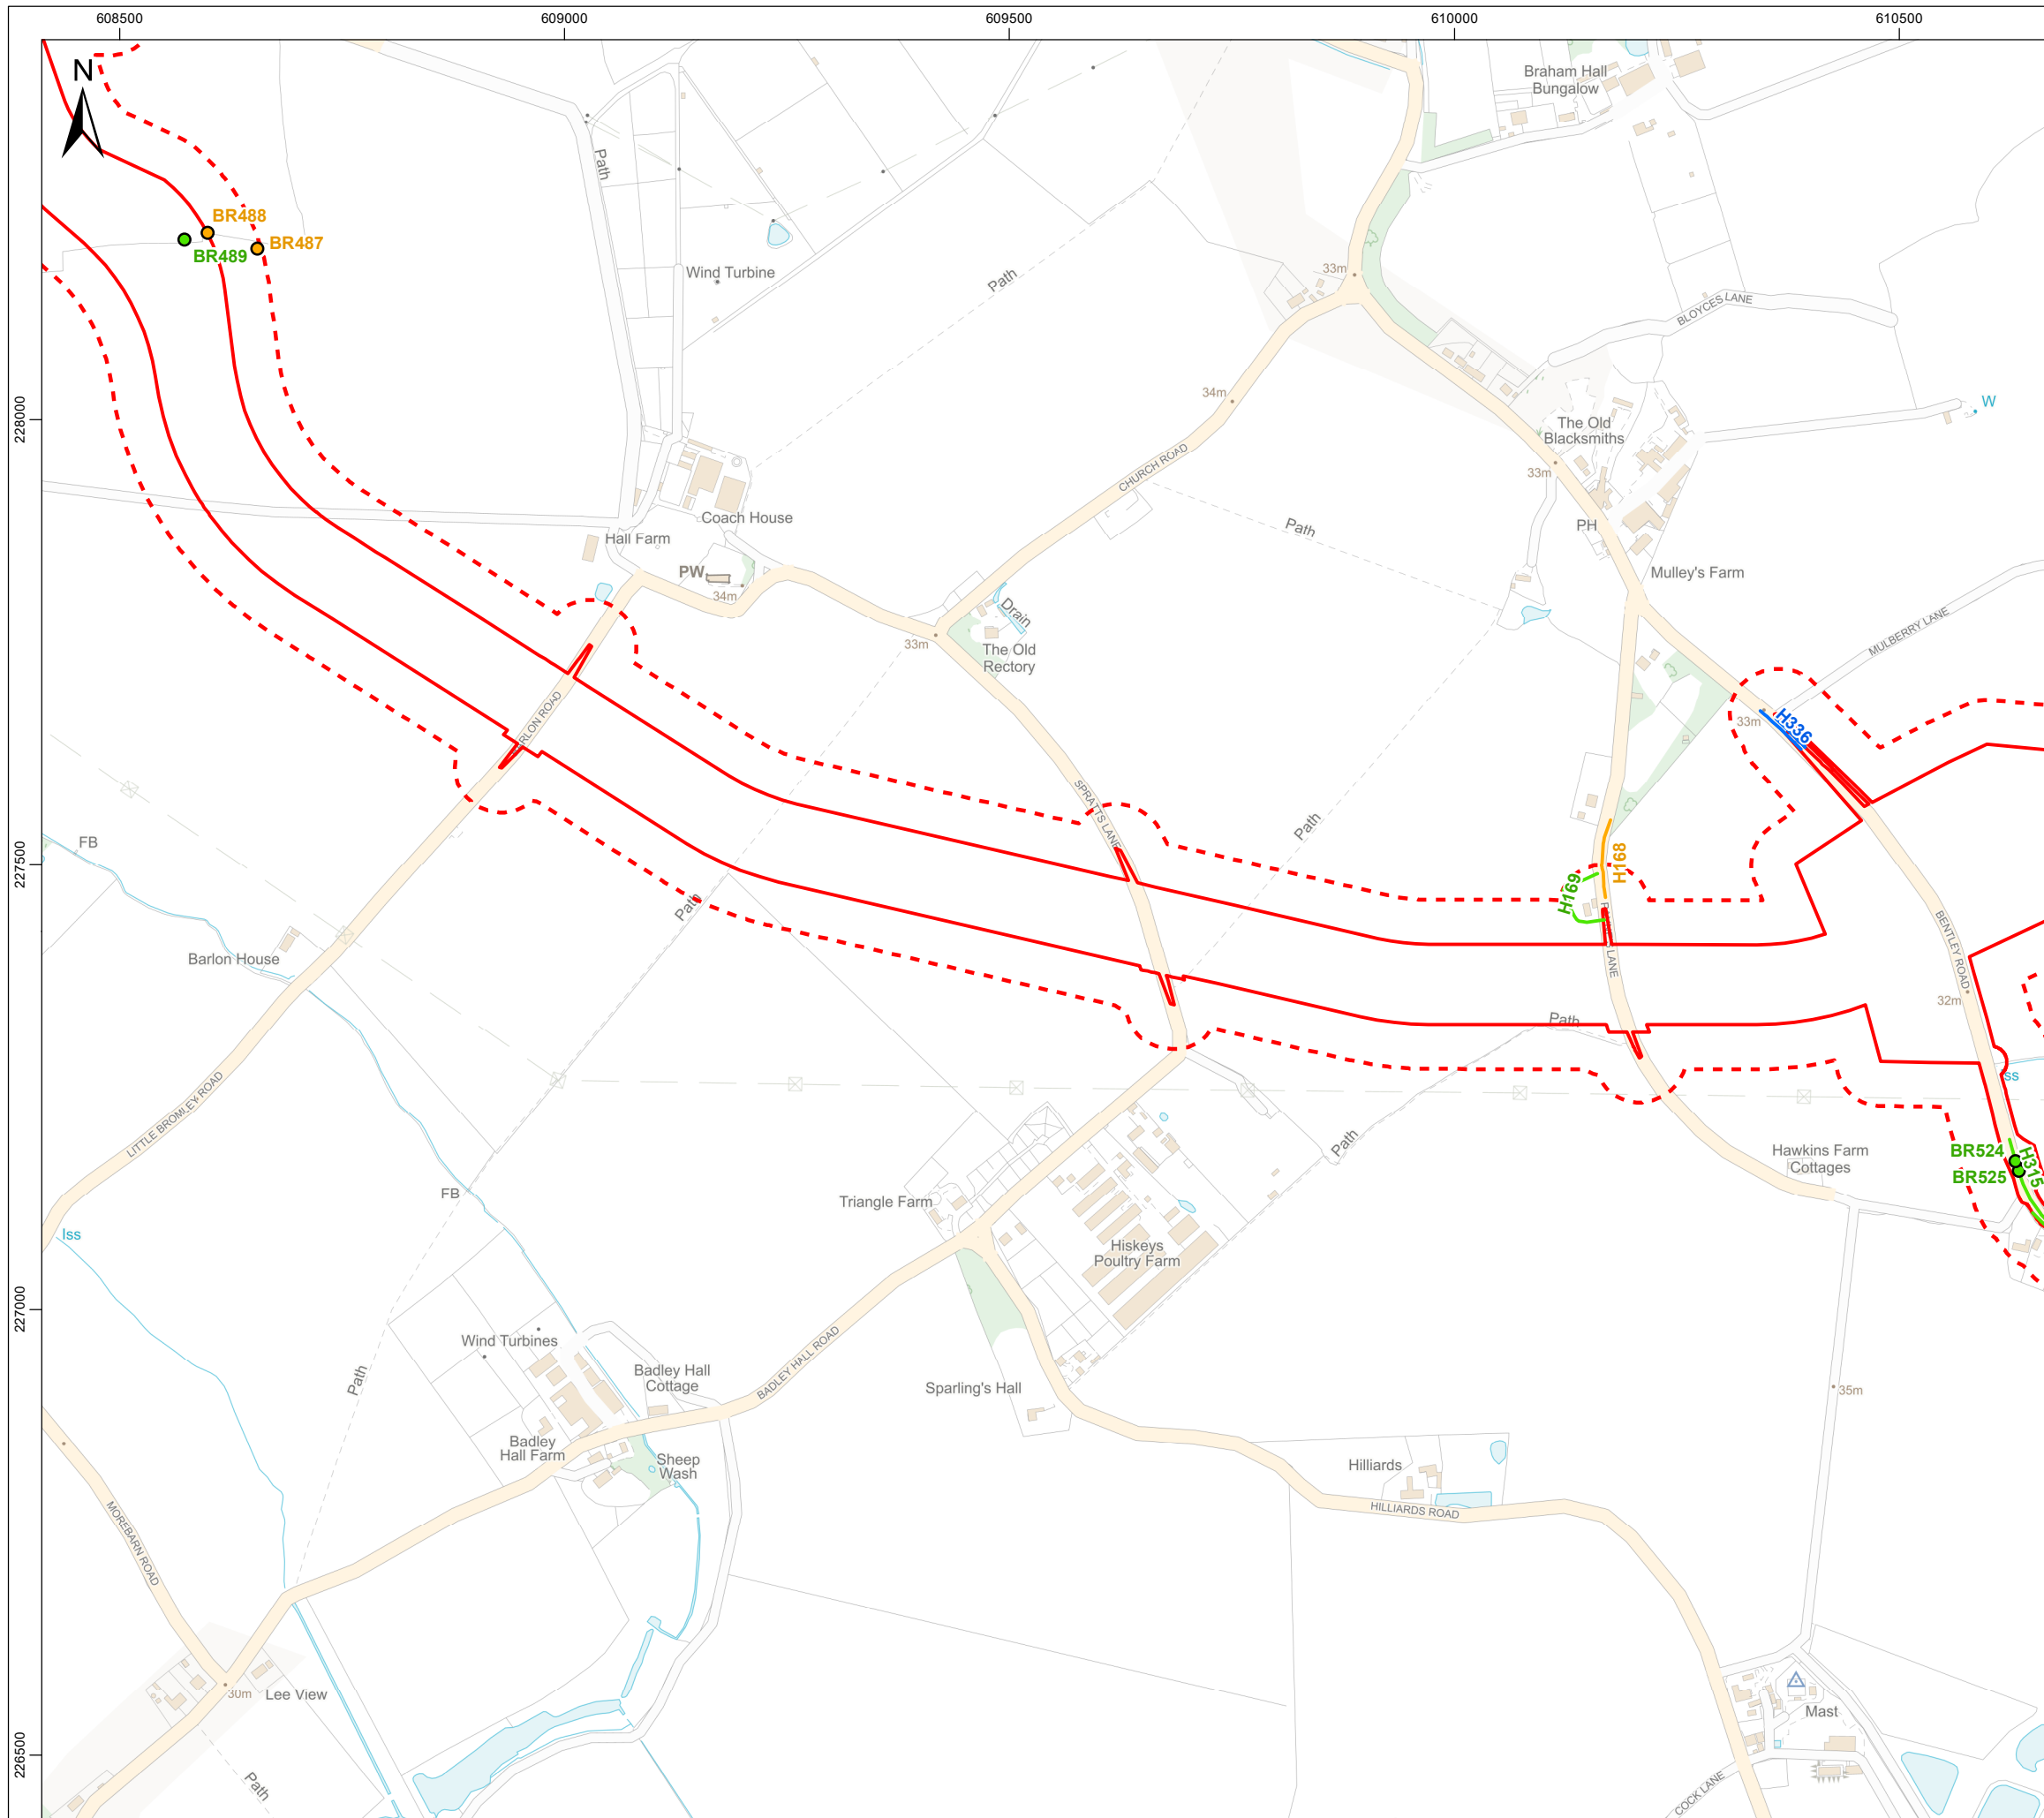 608500
609000
609500
610000
610500
N
Braham Hall
Bungalow
Path
BR488
BR487
BR489
Wind Turbine
Path
33m
BLOYCES LANE
228000
34m
W
The Old
Blacksmiths
CHURCH ROAD
33m
Coach House
Path
PH
Hall Farm
PW
34m
Mulley's Farm
Drain
MULBERRY LANE
33m
The Old
Rectory
RLON ROAD
33m
H336
SPRATTS LANE
Path
227500
FB
H168
H169
Path
LANE
BENTLEY ROAD
Barlon House
32m
Path
Iss
LITTLE BROMLEY ROAD
Path
Hawkins Farm
Cottages
BR524
BR525
H315
FB
Triangle Farm
Iss
Hiskeys
Poultry Farm
227000
Wind Turbines
Path
Badley Hall
Cottage
BADLEY HALL ROAD
Sparling's Hall
35m
Badley
Hall Farm
Sheep
Wash
Hilliards
HILLIARDS ROAD
MOREBARN ROAD
30m
Lee View
Mast
226500
Path
COCK LANE